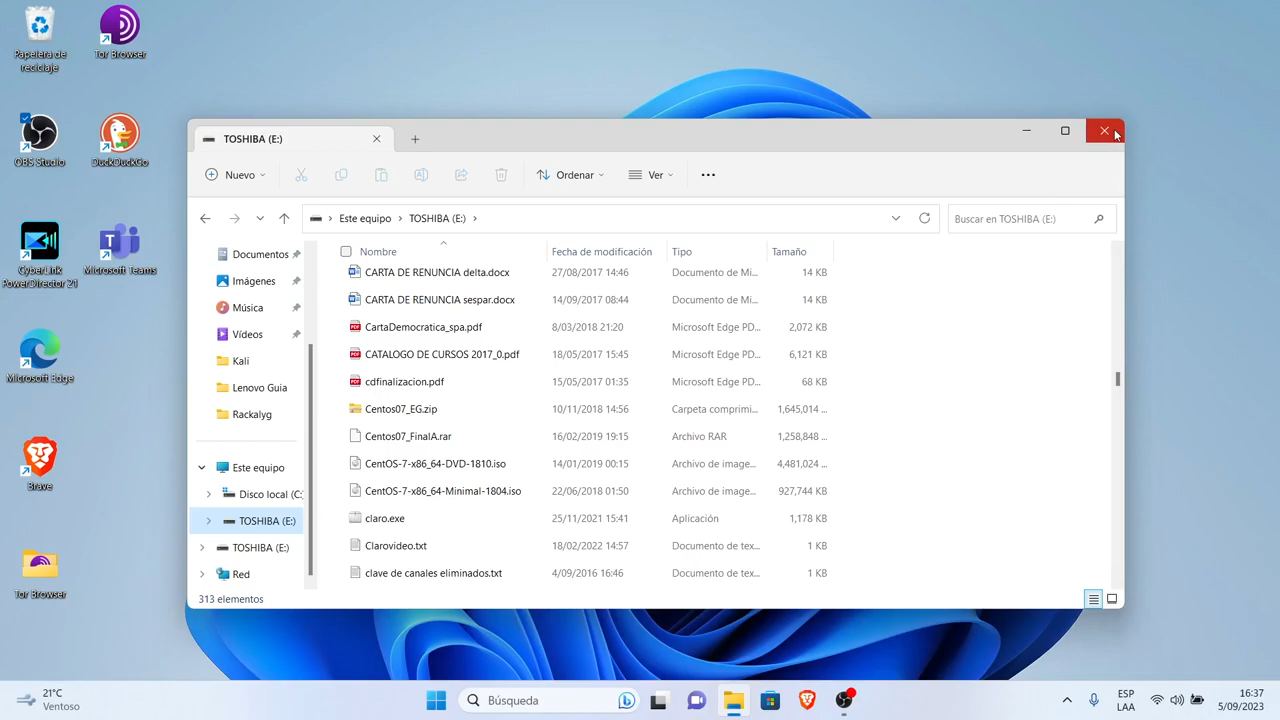 Papelera de
reciclaje
Tor Browser
OBS Studio
DuckDuckGo
CyberLink
PowerDirector 21
Microsoft Teams
Microsoft Edge
Brave
Tor Browser
TOSHIBA (E:)
Nuevo
Ordenar
Ver
Este equipo
TOSHIBA (E:)
Buscar en TOSHIBA (E:)
Documentos
Imágenes
Música
Vídeos
Kali
Lenovo Guia
Rackalyg
Este equipo
Disco local (C:
TOSHIBA (E:)
TOSHIBA (E:)
Red
Nombre Fecha de modificación Tipo Tamaño
CARTA DE RENUNCIA delta.docx 27/08/2017 14:46 Documento de Mi... 14 KB
CARTA DE RENUNCIA sespar.docx 14/09/2017 08:44 Documento de Mi... 14 KB
CartaDemocratica_spa.pdf 8/03/2018 21:20 Microsoft Edge PD... 2,072 KB
CATALOGO DE CURSOS 2017_0.pdf 18/05/2017 15:45 Microsoft Edge PD... 6,121 KB
cdfinalizacion.pdf 15/05/2017 01:35 Microsoft Edge PD... 68 KB
Centos07_EG.zip 10/11/2018 14:56 Carpeta comprimi... 1,645,014 ...
Centos07_FinalA.rar 16/02/2019 19:15 Archivo RAR 1,258,848 ...
CentOS-7-x86_64-DVD-1810.iso 14/01/2019 00:15 Archivo de image... 4,481,024 ...
CentOS-7-x86_64-Minimal-1804.iso 22/06/2018 01:50 Archivo de image... 927,744 KB
claro.exe 25/11/2021 15:41 Aplicación 1,178 KB
Clarovideo.txt 18/02/2022 14:57 Documento de tex... 1 KB
clave de canales eliminados.txt 4/09/2016 16:46 Documento de tex... 1 KB
313 elementos
21°C
Ventoso
Búsqueda
ESP
LAA
16:37
5/09/2023